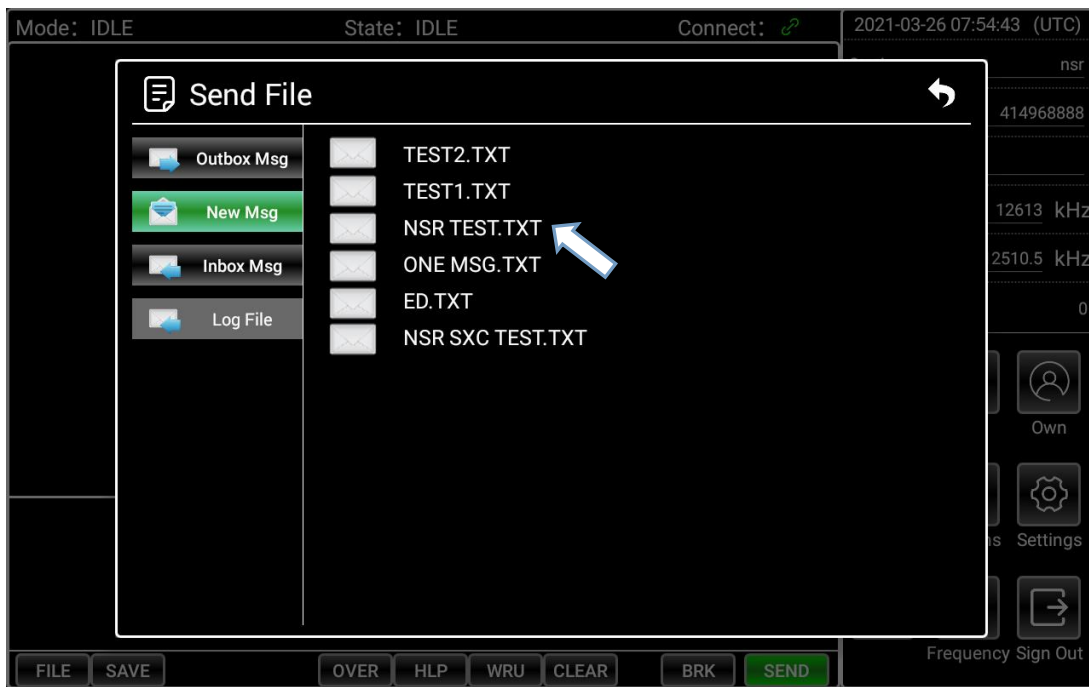 Mode: IDLE State: IDLE Connect:
2021-03-26 07:54:43 (UTC)
nsr
Send File
414968888
Outbox Msg
New Msg
Inbox Msg
Log File
TEST2.TXT
TEST1.TXT
NSR TEST.TXT
ONE MSG.TXT
ED.TXT
NSR SXC TEST.TXT
12613 kHz
2510.5 kHz
0
Own
Settings
Frequency Sign Out
FILE SAVE OVER HLP WRU CLEAR BRK SEND